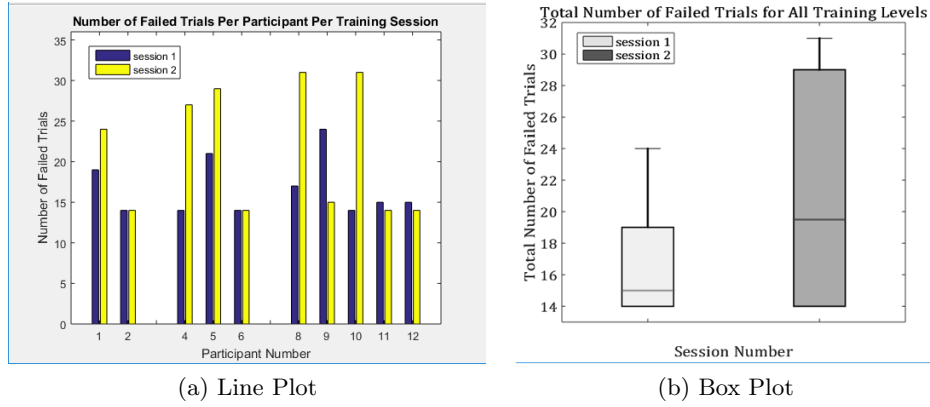 Number of Failed Trials Per Participant Per Training Session
35
30
25
20
15
10
5
0
session 1
session 2
Number of Failed Trials
1 2 4 5 6 8 9 10 11 12
Participant Number
(a) Line Plot
Total Number of Failed Trials for All Training Levels
32
30
28
26
24
22
20
18
16
14
session 1
session 2
Total Number of Failed Trials
Session Number
(b) Box Plot